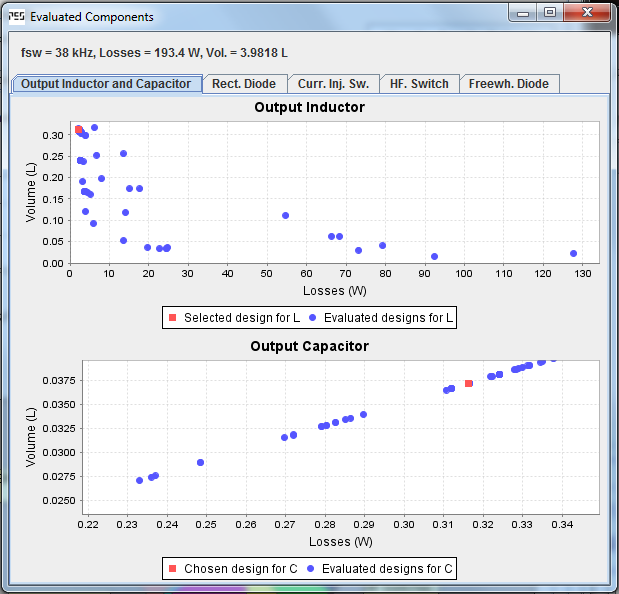 PSS Evaluated Components
fsw = 38 kHz, Losses = 193.4 W, Vol. = 3.9818 L
Output Inductor and Capacitor Rect. Diode Curr. Inj. Sw. HF. Switch Freewh. Diode
Output Inductor
0.30
0.25
0.20
0.15
0.10
0.05
0.00
Volume (L)
0 10 20 30 40 50 60 70 80 90 100 110 120 130
Losses (W)
Selected design for L Evaluated designs for L
Output Capacitor
0.0375
0.0350
0.0325
0.0300
0.0275
0.0250
Volume (L)
0.22 0.23 0.24 0.25 0.26 0.27 0.28 0.29 0.30 0.31 0.32 0.33 0.34
Losses (W)
Chosen design for C Evaluated designs for C